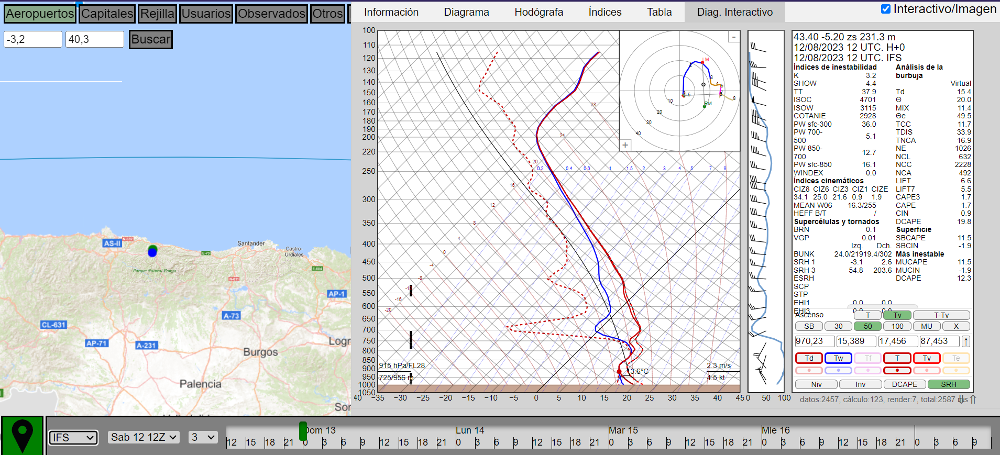 Aeropuertos Capitales Rejilla Usuarios Observados Otros
-3,2 40,3 Buscar
Información Diagrama Hodógrafa Índices Tabla Diag. Interactivo Interactivo/Imagen
AS-II
N-632
Santander
E-70
Castro-
Urdiales
E-804
Parque Natural Ponga
N-611
AP-1
A-73
CL-631
AP-71
A-231
Logr
Burgos
Palencia
Sor
100
110
120
130
140
150
160
170
180
190
200
220
250
300
350
400
450
500
550
600
650
700
750
800
850
900
950
1000
1050
40 −35 −30 −25 −20 −15 −10 −5 0 5 10 15 20 25 30 35 40 45
28
24
20
16
12
8
4
0
-4
-8
-16
-20
0.2 0.4 0.6 1 1.5 2 3 4 5 7 9
915 hPa/FL28
725/956 m
3.6°C
2.3 m/s
4.5 kt
-
+
LM
RM
0.5
2
3
4
5
6
8
10
20
30
40
0 50 100
43.40 -5.20 zs 231.3 m
12/08/2023 12 UTC. H+0
12/08/2023 12 UTC. IFS
Índices de inestabilidad
K 3.2
SHOW 4.4
TT 37.9
ISOC 4701
ISOW 3115
COTANIE 2928
PW sfc-300 36.0
PW 700-
500 5.1
PW 850-
700 12.7
PW sfc-850 16.1
WINDEX 0.0
Índices cinemáticos
CIZ8 CIZ6 CIZ3 CIZ1 CIZE
34.1 25.0 21.6 0.9 1.9
MEAN W06 16.3/255
HEFF B/T /
Supercélulas y tornados
BRN 0.1
VGP 0.01
Izq. Dch.
BUNK 24.0/219 19.4/302
SRH 1 -3.1 2.6
SRH 3 54.8 203.6
ESRH
SCP
STP
EHI1 0.0 0.0
EHI3 0.0 0.0
Análisis de la
burbuja
Virtual
Td 15.4
Θ 20.0
MIX 11.4
Θe 49.5
TCC 11.7
TDIS 33.9
TNCA 16.9
NE 1026
NCL 632
NCC 2228
NCA 492
LIFT 6.6
LIFT7 5.5
CAPE3 1.7
CAPE 1.7
CIN 0.9
DCAPE 19.8
Superficie
SBCAPE 11.5
SBCIN -1.9
Más inestable
MUCAPE 11.5
MUCIN -1.9
DCAPE 12.3
Ascenso T Tv T-Tv
SB 30 50 100 MU X
970,23 15,389 17,456 87,453 ↑
Td Tw Tf T Tv Te
Niv Inv DCAPE SRH
datos:2457, cálculo:123, render:7, total:2587 ms
IFS Sab 12 12Z 3
Dom 13 Lun 14 Mar 15 Mie 16
12 15 18 21 0 3 6 9 12 15 18 21 0 3 6 9 12 15 18 21 0 3 6 9 12 15 18 21 0 3 6 9 12 15 18 21 0 3 6 9